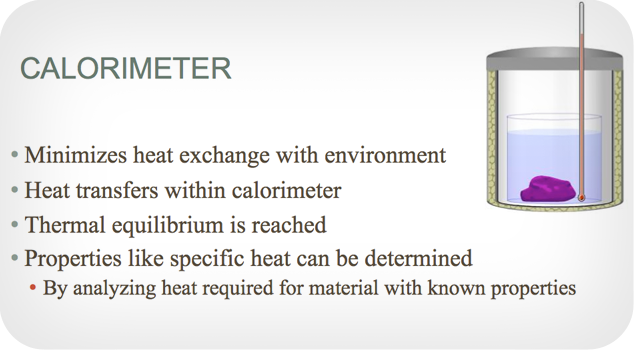 CALORIMETER
• Minimizes heat exchange with environment
• Heat transfers within calorimeter
• Thermal equilibrium is reached
• Properties like specific heat can be determined
• By analyzing heat required for material with known properties